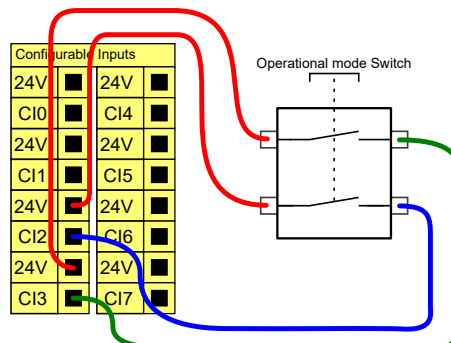 Configurable Inputs
Operational mode Switch
24V 24V
CI0 CI4
24V 24V
CI1 CI5
24V 24V
CI2 CI6
24V 24V
CI3 CI7